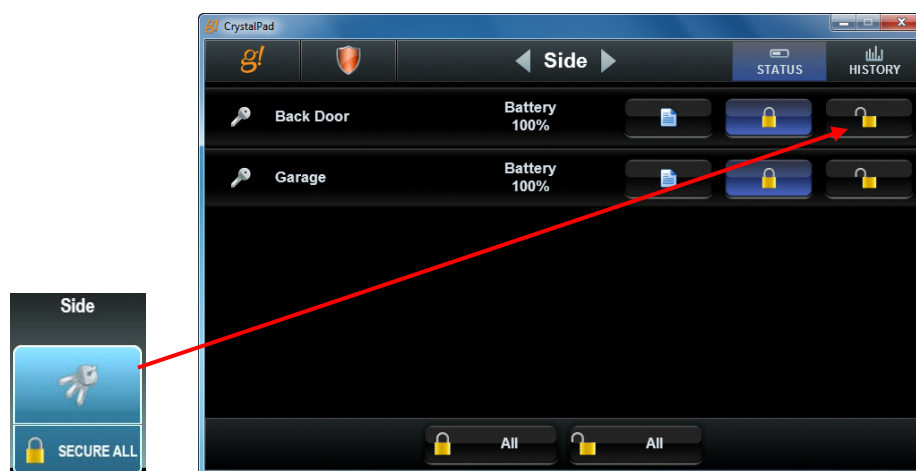 g! CrystalPad
g! Side STATUS HISTORY
Back Door Battery
100%
Garage Battery
100%
Side
SECURE ALL
All All